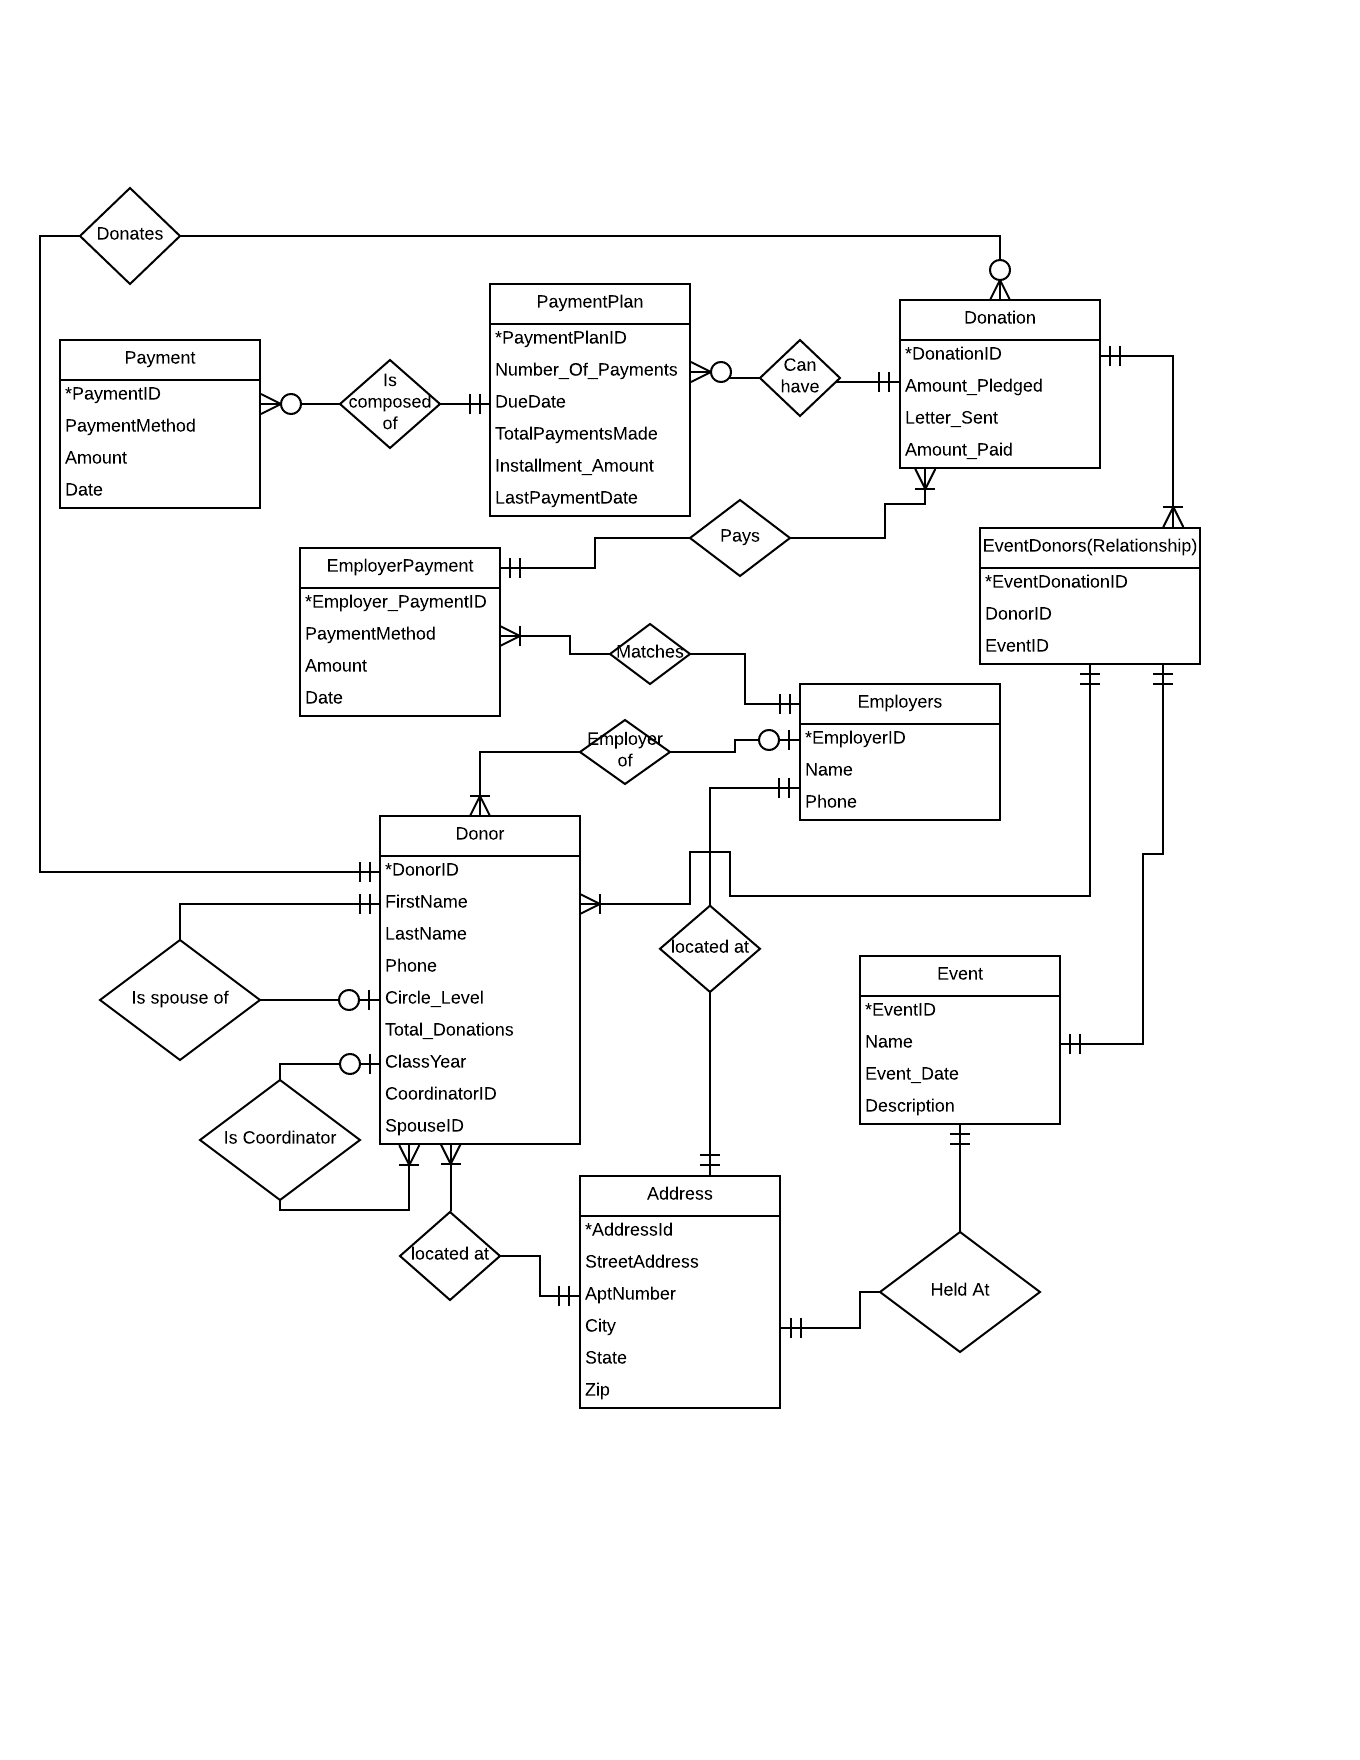 Donates
PaymentPlan
*PaymentPlanID
Number_Of_Payments
DueDate
TotalPaymentsMade
Installment_Amount
LastPaymentDate
Donation
*DonationID
Amount_Pledged
Letter_Sent
Amount_Paid
Payment
*PaymentID
PaymentMethod
Amount
Date
Is
composed
of
Can
have
Pays
EventDonors(Relationship)
*EventDonationID
DonorID
EventID
EmployerPayment
*Employer_PaymentID
PaymentMethod
Amount
Date
Matches
Employers
*EmployerID
Name
Phone
Employer
of
Donor
*DonorID
FirstName
LastName
Phone
Circle_Level
Total_Donations
ClassYear
CoordinatorID
SpouseID
located at
Is spouse of
Event
*EventID
Name
Event_Date
Description
Is Coordinator
located at
Address
*AddressId
StreetAddress
AptNumber
City
State
Zip
Held At